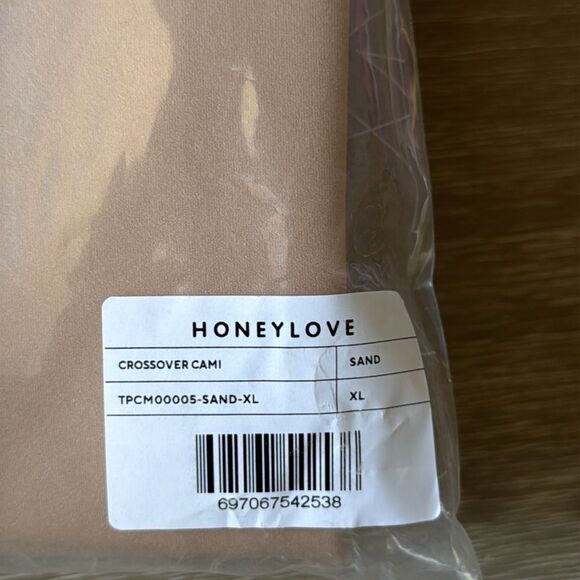 HONEYLOVE
CROSSOVER CAMI SAND
TPCM00005-SAND-XL XL
697067542538